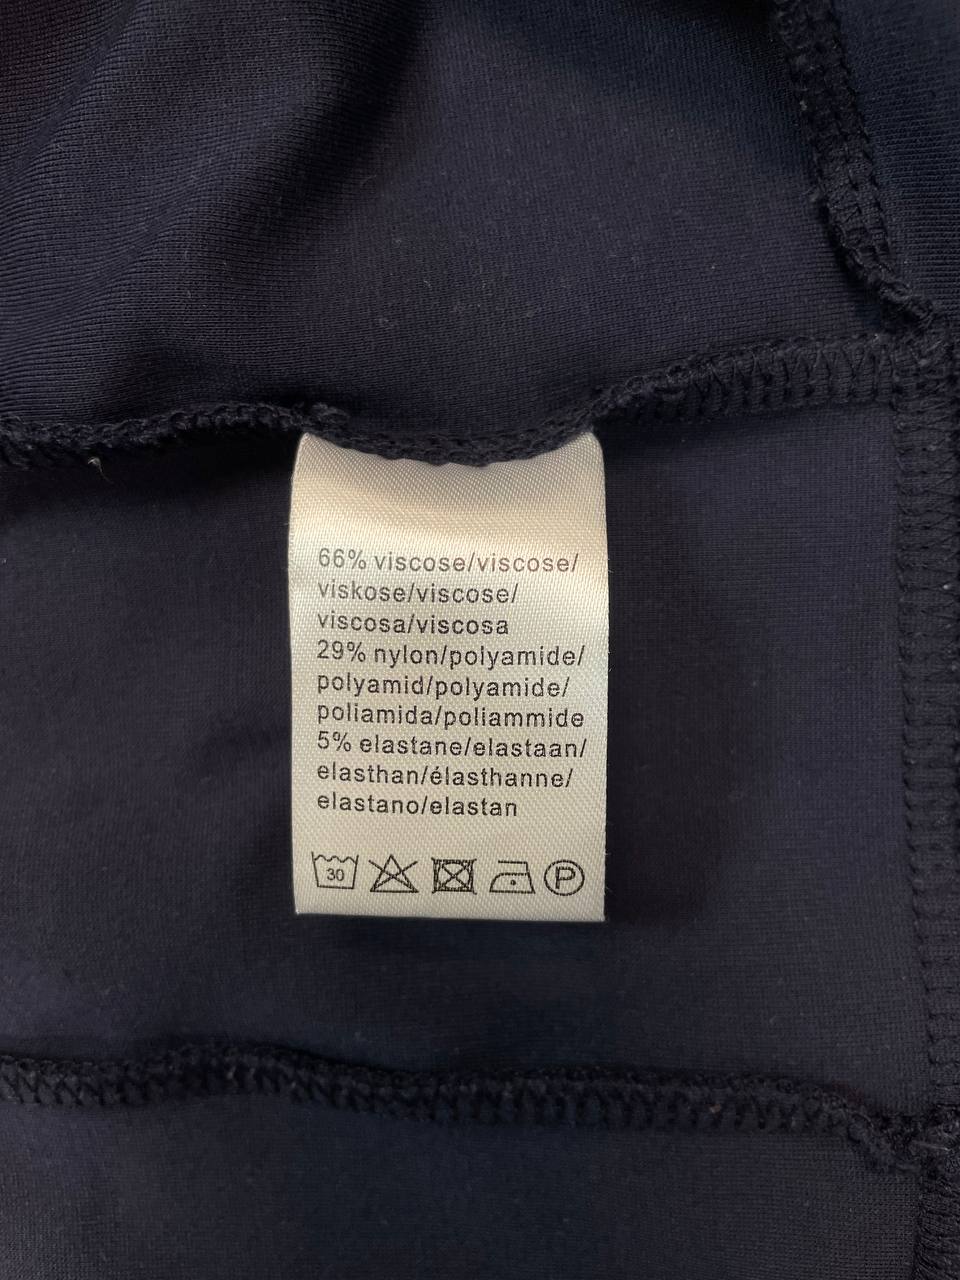 66% viscose/viscose/
viskose/viscose/
viscosa/viscosa
29% nylon/polyamide/
polyamid/polyamide/
poliamida/poliammide
5% elastane/elastaan/
elasthan/élasthanne/
elastano/elastan
30 P